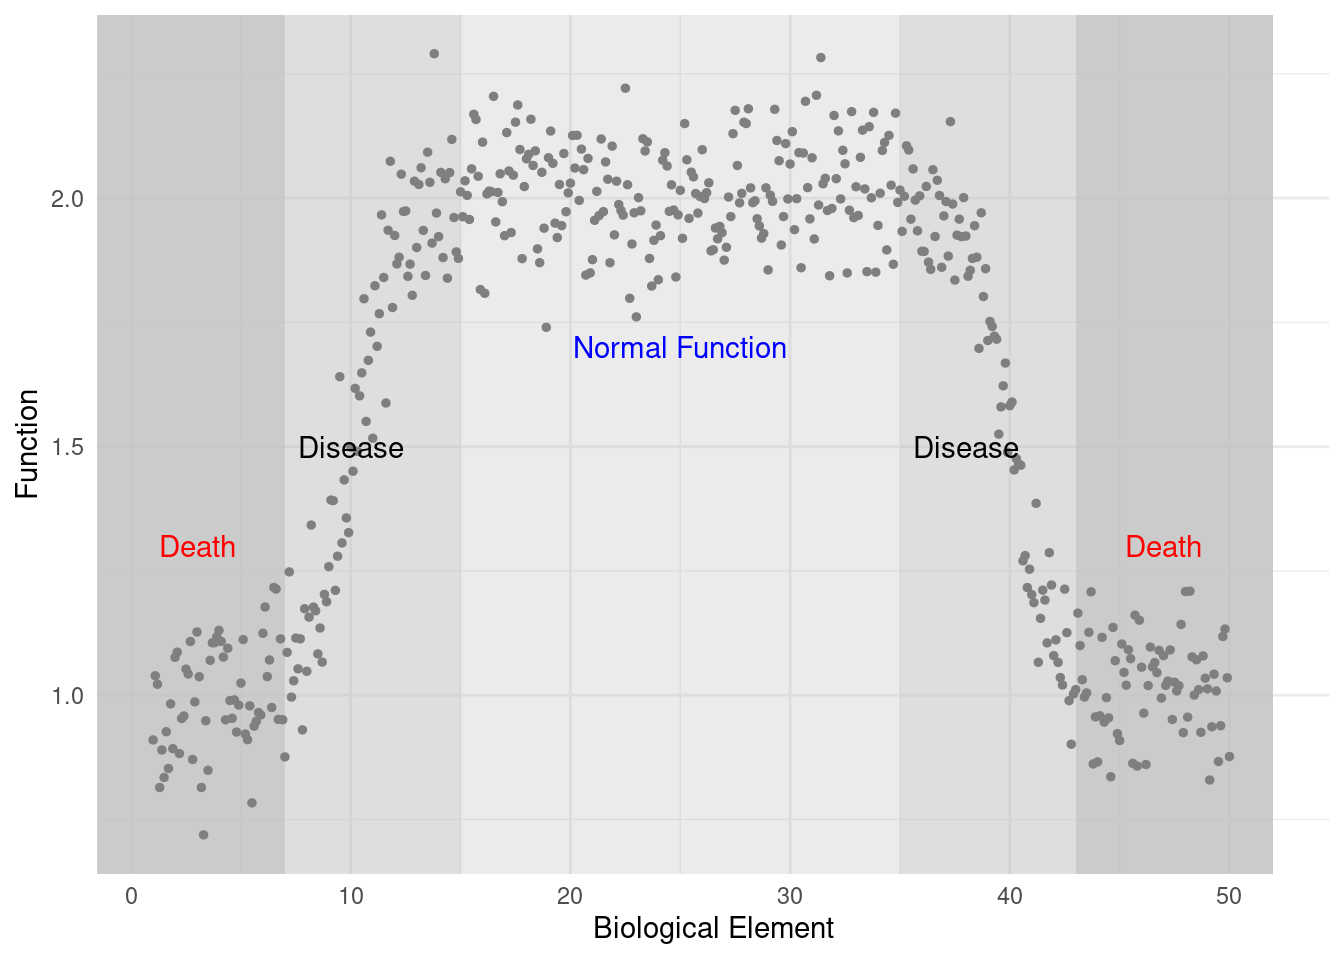 2.0
1.5
1.0
Function
Normal Function
Disease
Disease
Death
Death
0
10
20
30
40
50
Biological Element